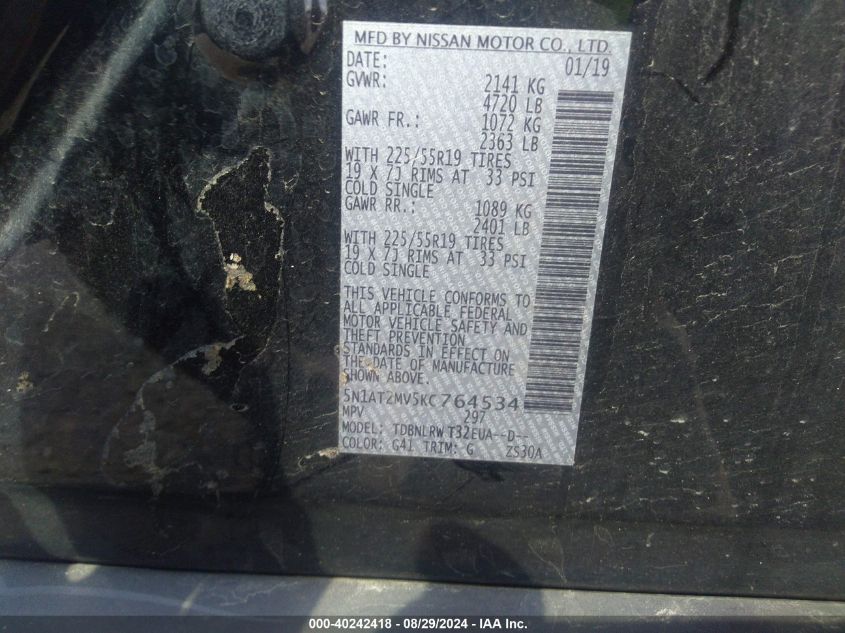 MFD BY NISSAN MOTOR CO., LTD.
DATE: 01/19
GVWR: 2141 KG
4720 LB
GAWR FR.: 1072 KG
2363 LB
WITH 225/55R19 TIRES
19 X 7J RIMS AT 33 PSI
COLD SINGLE
GAWR RR.: 1089 KG
2401 LB
WITH 225/55R19 TIRES
19 X 7J RIMS AT 33 PSI
COLD SINGLE
THIS VEHICLE CONFORMS TO
ALL APPLICABLE FEDERAL
MOTOR VEHICLE SAFETY AND
THEFT PREVENTION
STANDARDS IN EFFECT ON
THE DATE OF MANUFACTURE
SHOWN ABOVE.
5N1AT2MV5KC764534
MPV 297
MODEL: TDBNLRW T32EUA--D--
COLOR: G41 TRIM: G ZS30A
000-40242418 - 08/29/2024 - IAA Inc.